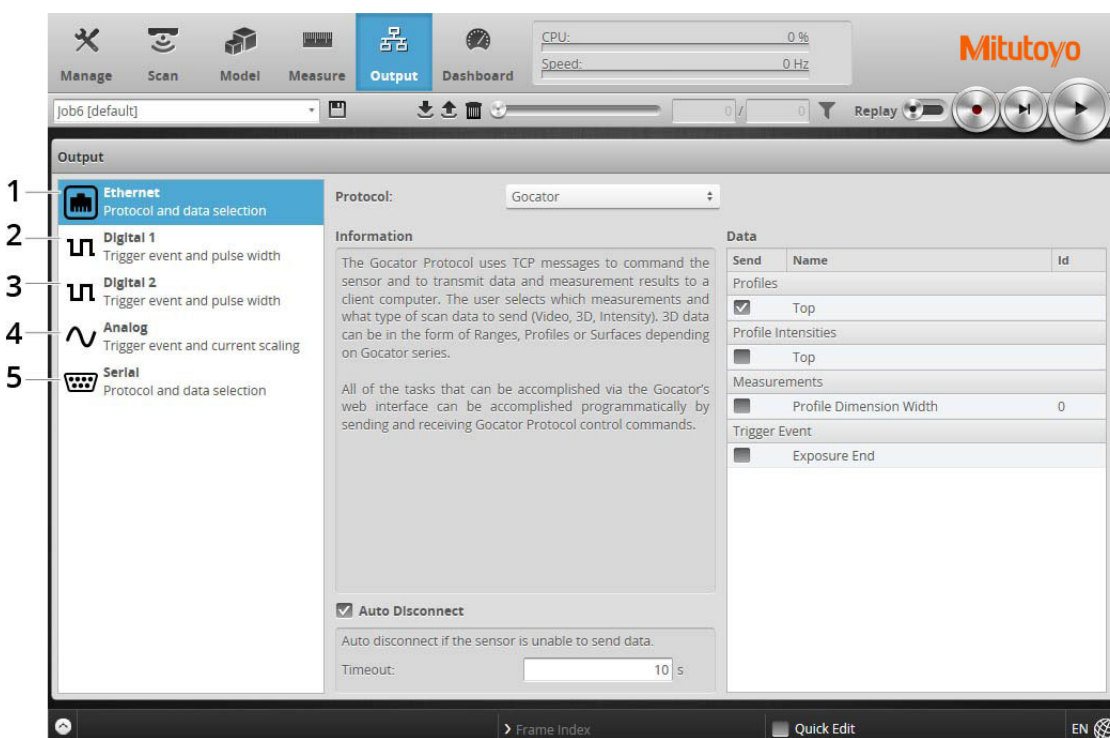 CPU: 0 %
Speed: 0 Hz
Mitutoyo
Manage Scan Model Measure Output Dashboard
Job6 [default]
0 / 0
Replay
Output
1
Ethernet
Protocol and data selection
2
Digital 1
Trigger event and pulse width
3
Digital 2
Trigger event and pulse width
4
Analog
Trigger event and current scaling
5
Serial
Protocol and data selection
Protocol: Gocator
Information
The Gocator Protocol uses TCP messages to command the
sensor and to transmit data and measurement results to a
client computer. The user selects which measurements and
what type of scan data to send (Video, 3D, Intensity). 3D data
can be in the form of Ranges, Profiles or Surfaces depending
on Gocator series.
All of the tasks that can be accomplished via the Gocator's
web interface can be accomplished programmatically by
sending and receiving Gocator Protocol control commands.
Auto Disconnect
Auto disconnect if the sensor is unable to send data.
Timeout: 10 s
Data
Send Name Id
Profiles
Top
Profile Intensities
Top
Measurements
Profile Dimension Width 0
Trigger Event
Exposure End
Frame Index
Quick Edit
EN